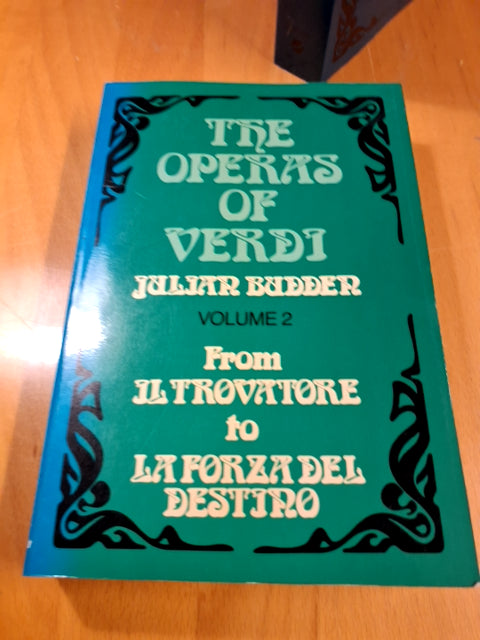 THE
OPERAS
OF
VERDI
JULIAN BUDDEN
VOLUME 2
From
IL TROVATORE
to
LA FORZA DEL
DESTINO